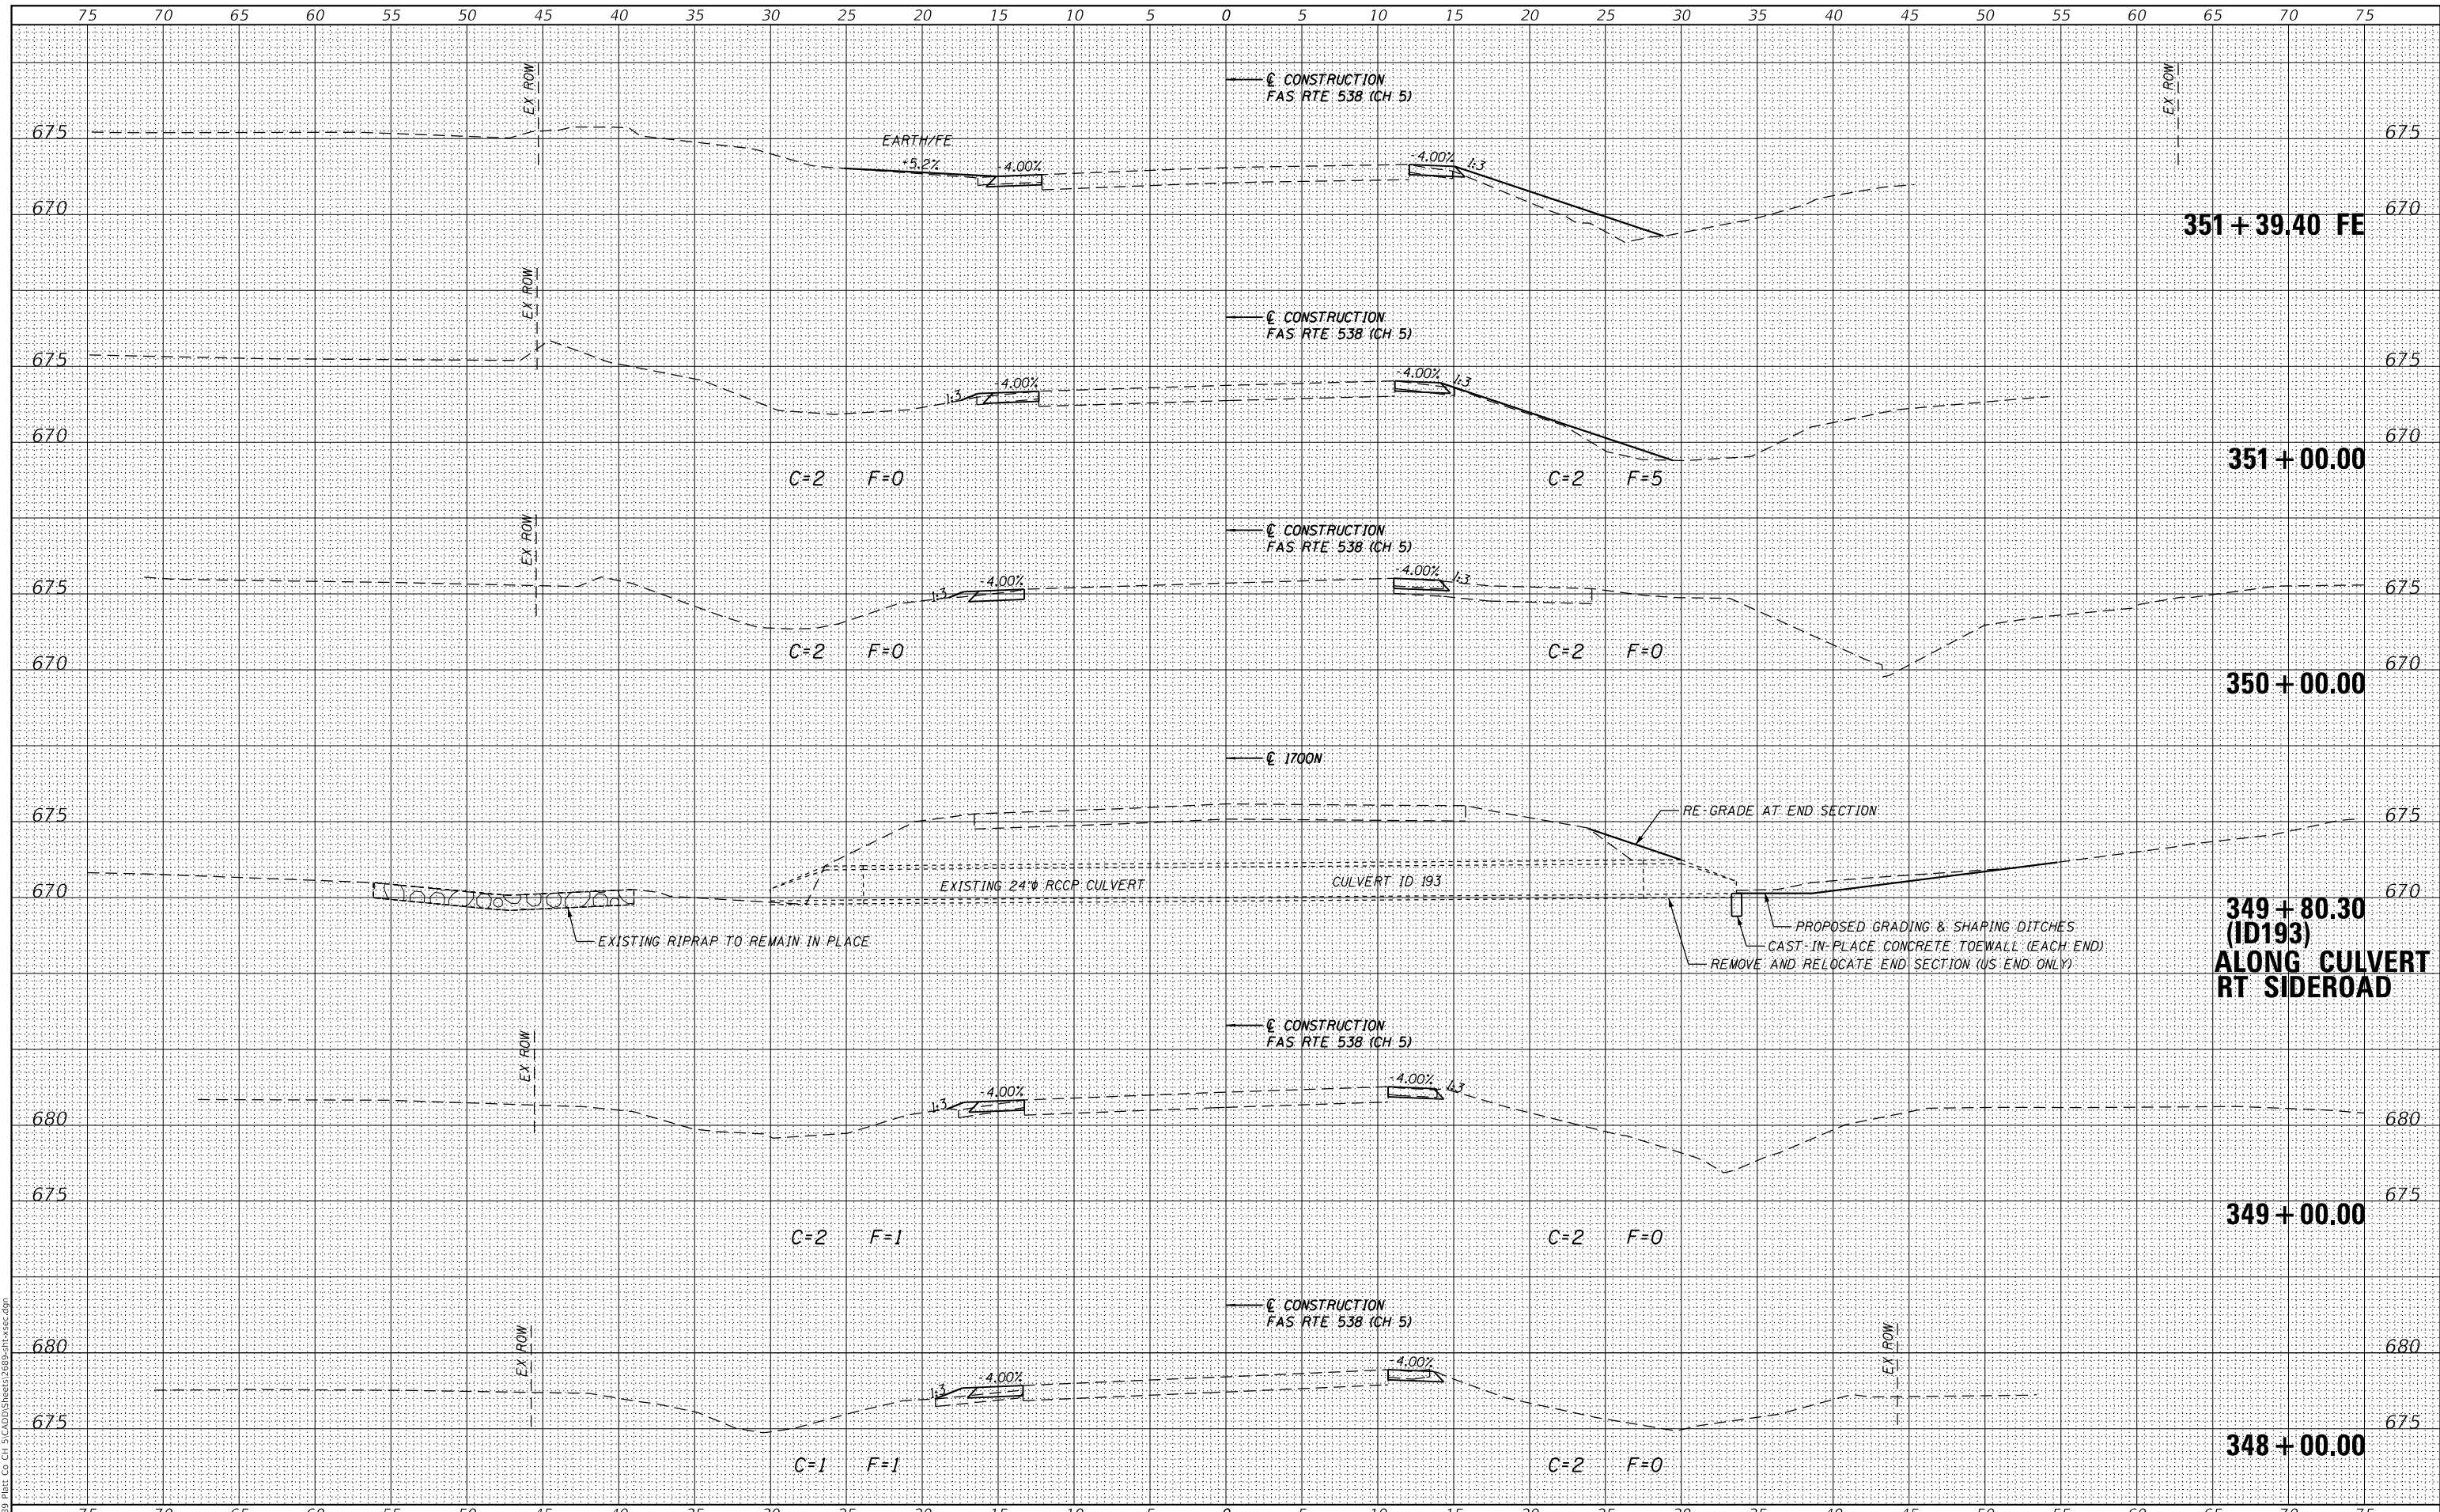 75 70 65 60 55 50 45 40 35 30 25 20 15 10 5 0 5 10 15 20 25 30 35 40 45 50 55 60 65 70 75
EX ROW
℄ CONSTRUCTION
FAS RTE 538 (CH 5)
EX ROW
675
EARTH/FE
+5.2%
-4.00%
-4.00%
1:3
675
670
670
351+39.40 FE
EX ROW
℄ CONSTRUCTION
FAS RTE 538 (CH 5)
675
1:3
-4.00%
-4.00%
1:3
675
670
670
351+00.00
C=2 F=0
C=2 F=5
EX ROW
℄ CONSTRUCTION
FAS RTE 538 (CH 5)
675
1:3
-4.00%
-4.00%
1:3
675
C=2 F=0
C=2 F=0
670
670
350+00.00
℄ 1700N
675
RE-GRADE AT END SECTION
675
670
EXISTING 24"Ø RCCP CULVERT
CULVERT ID 193
670
349+80.30
(ID193)
ALONG CULVERT
RT SIDEROAD
EXISTING RIPRAP TO REMAIN IN PLACE
PROPOSED GRADING & SHAPING DITCHES
CAST-IN-PLACE CONCRETE TOEWALL (EACH END)
REMOVE AND RELOCATE END SECTION (US END ONLY)
EX ROW
℄ CONSTRUCTION
FAS RTE 538 (CH 5)
680
1:3
-4.00%
-4.00%
1:3
680
675
675
349+00.00
C=2 F=1
C=2 F=0
EX ROW
℄ CONSTRUCTION
FAS RTE 538 (CH 5)
EX ROW
680
1:3
-4.00%
-4.00%
680
675
675
348+00.00
C=1 F=1
C=2 F=0
75 70 65 60 55 50 45 40 35 30 25 20 15 10 5 0 5 10 15 20 25 30 35 40 45 50 55 60 65 70 75